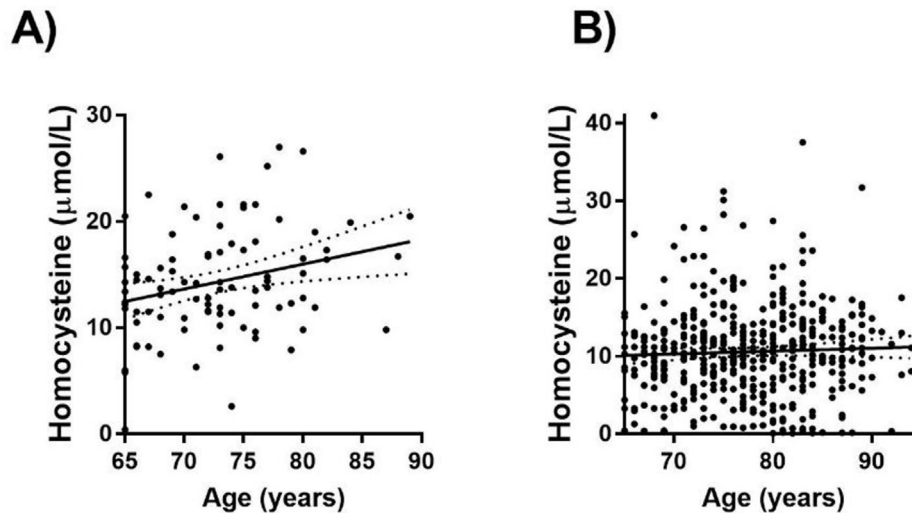 A)
B)
Homocysteine (μmol/L)
30
20
10
0
65 70 75 80 85 90
Age (years)
Homocysteine (μmol/L)
40
30
20
10
0
70 80 90
Age (years)